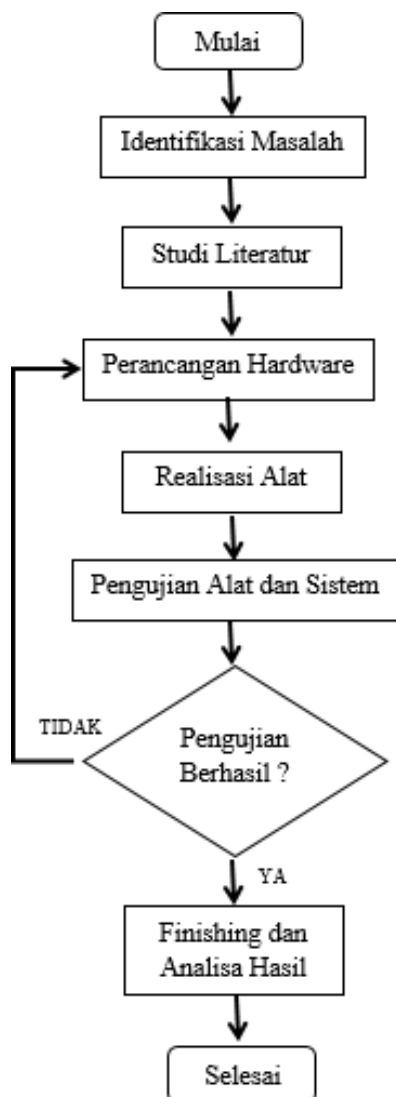 Mulai
Identifikasi Masalah
Studi Literatur
Perancangan Hardware
Realisasi Alat
Pengujian Alat dan Sistem
TIDAK
Pengujian
Berhasil ?
YA
Finishing dan
Analisa Hasil
Selesai